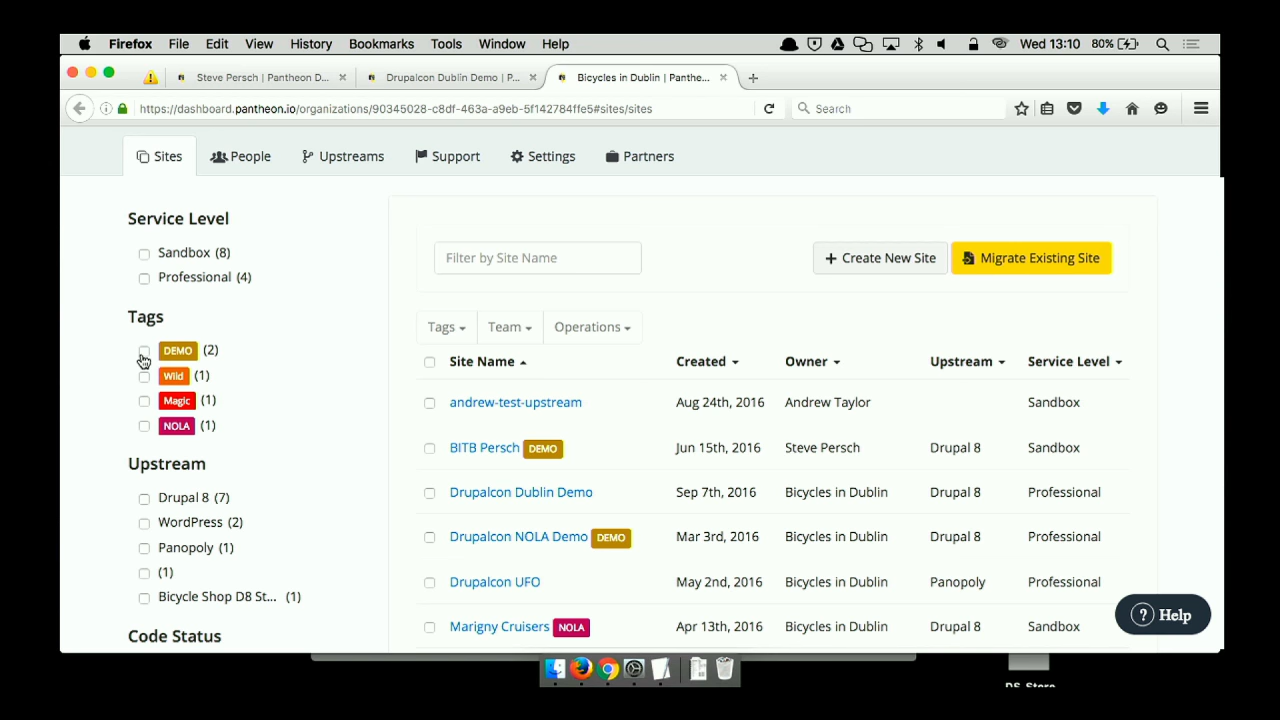 Firefox File Edit View History Bookmarks Tools Window Help Wed 13:10 80%
Steve Persch | Pantheon D... Drupalcon Dublin Demo | P... Bicycles in Dublin | Panthe...
https://dashboard.pantheon.io/organizations/90345028-c8df-463a-a9eb-5f142784ffe5#sites/sites Search
Sites People Upstreams Support Settings Partners
Service Level
Sandbox (8)
Professional (4)
Tags
DEMO (2)
Wild (1)
Magic (1)
NOLA (1)
Upstream
Drupal 8 (7)
WordPress (2)
Panopoly (1)
(1)
Bicycle Shop D8 St... (1)
Code Status
Filter by Site Name + Create New Site Migrate Existing Site
Tags Team Operations
Site Name Created Owner Upstream Service Level
andrew-test-upstream Aug 24th, 2016 Andrew Taylor Sandbox
BITB Persch DEMO Jun 15th, 2016 Steve Persch Drupal 8 Sandbox
Drupalcon Dublin Demo Sep 7th, 2016 Bicycles in Dublin Drupal 8 Professional
Drupalcon NOLA Demo DEMO Mar 3rd, 2016 Bicycles in Dublin Drupal 8 Professional
Drupalcon UFO May 2nd, 2016 Bicycles in Dublin Panopoly Professional
Marigny Cruisers NOLA Apr 13th, 2016 Bicycles in Dublin Drupal 8 Sandbox
? Help